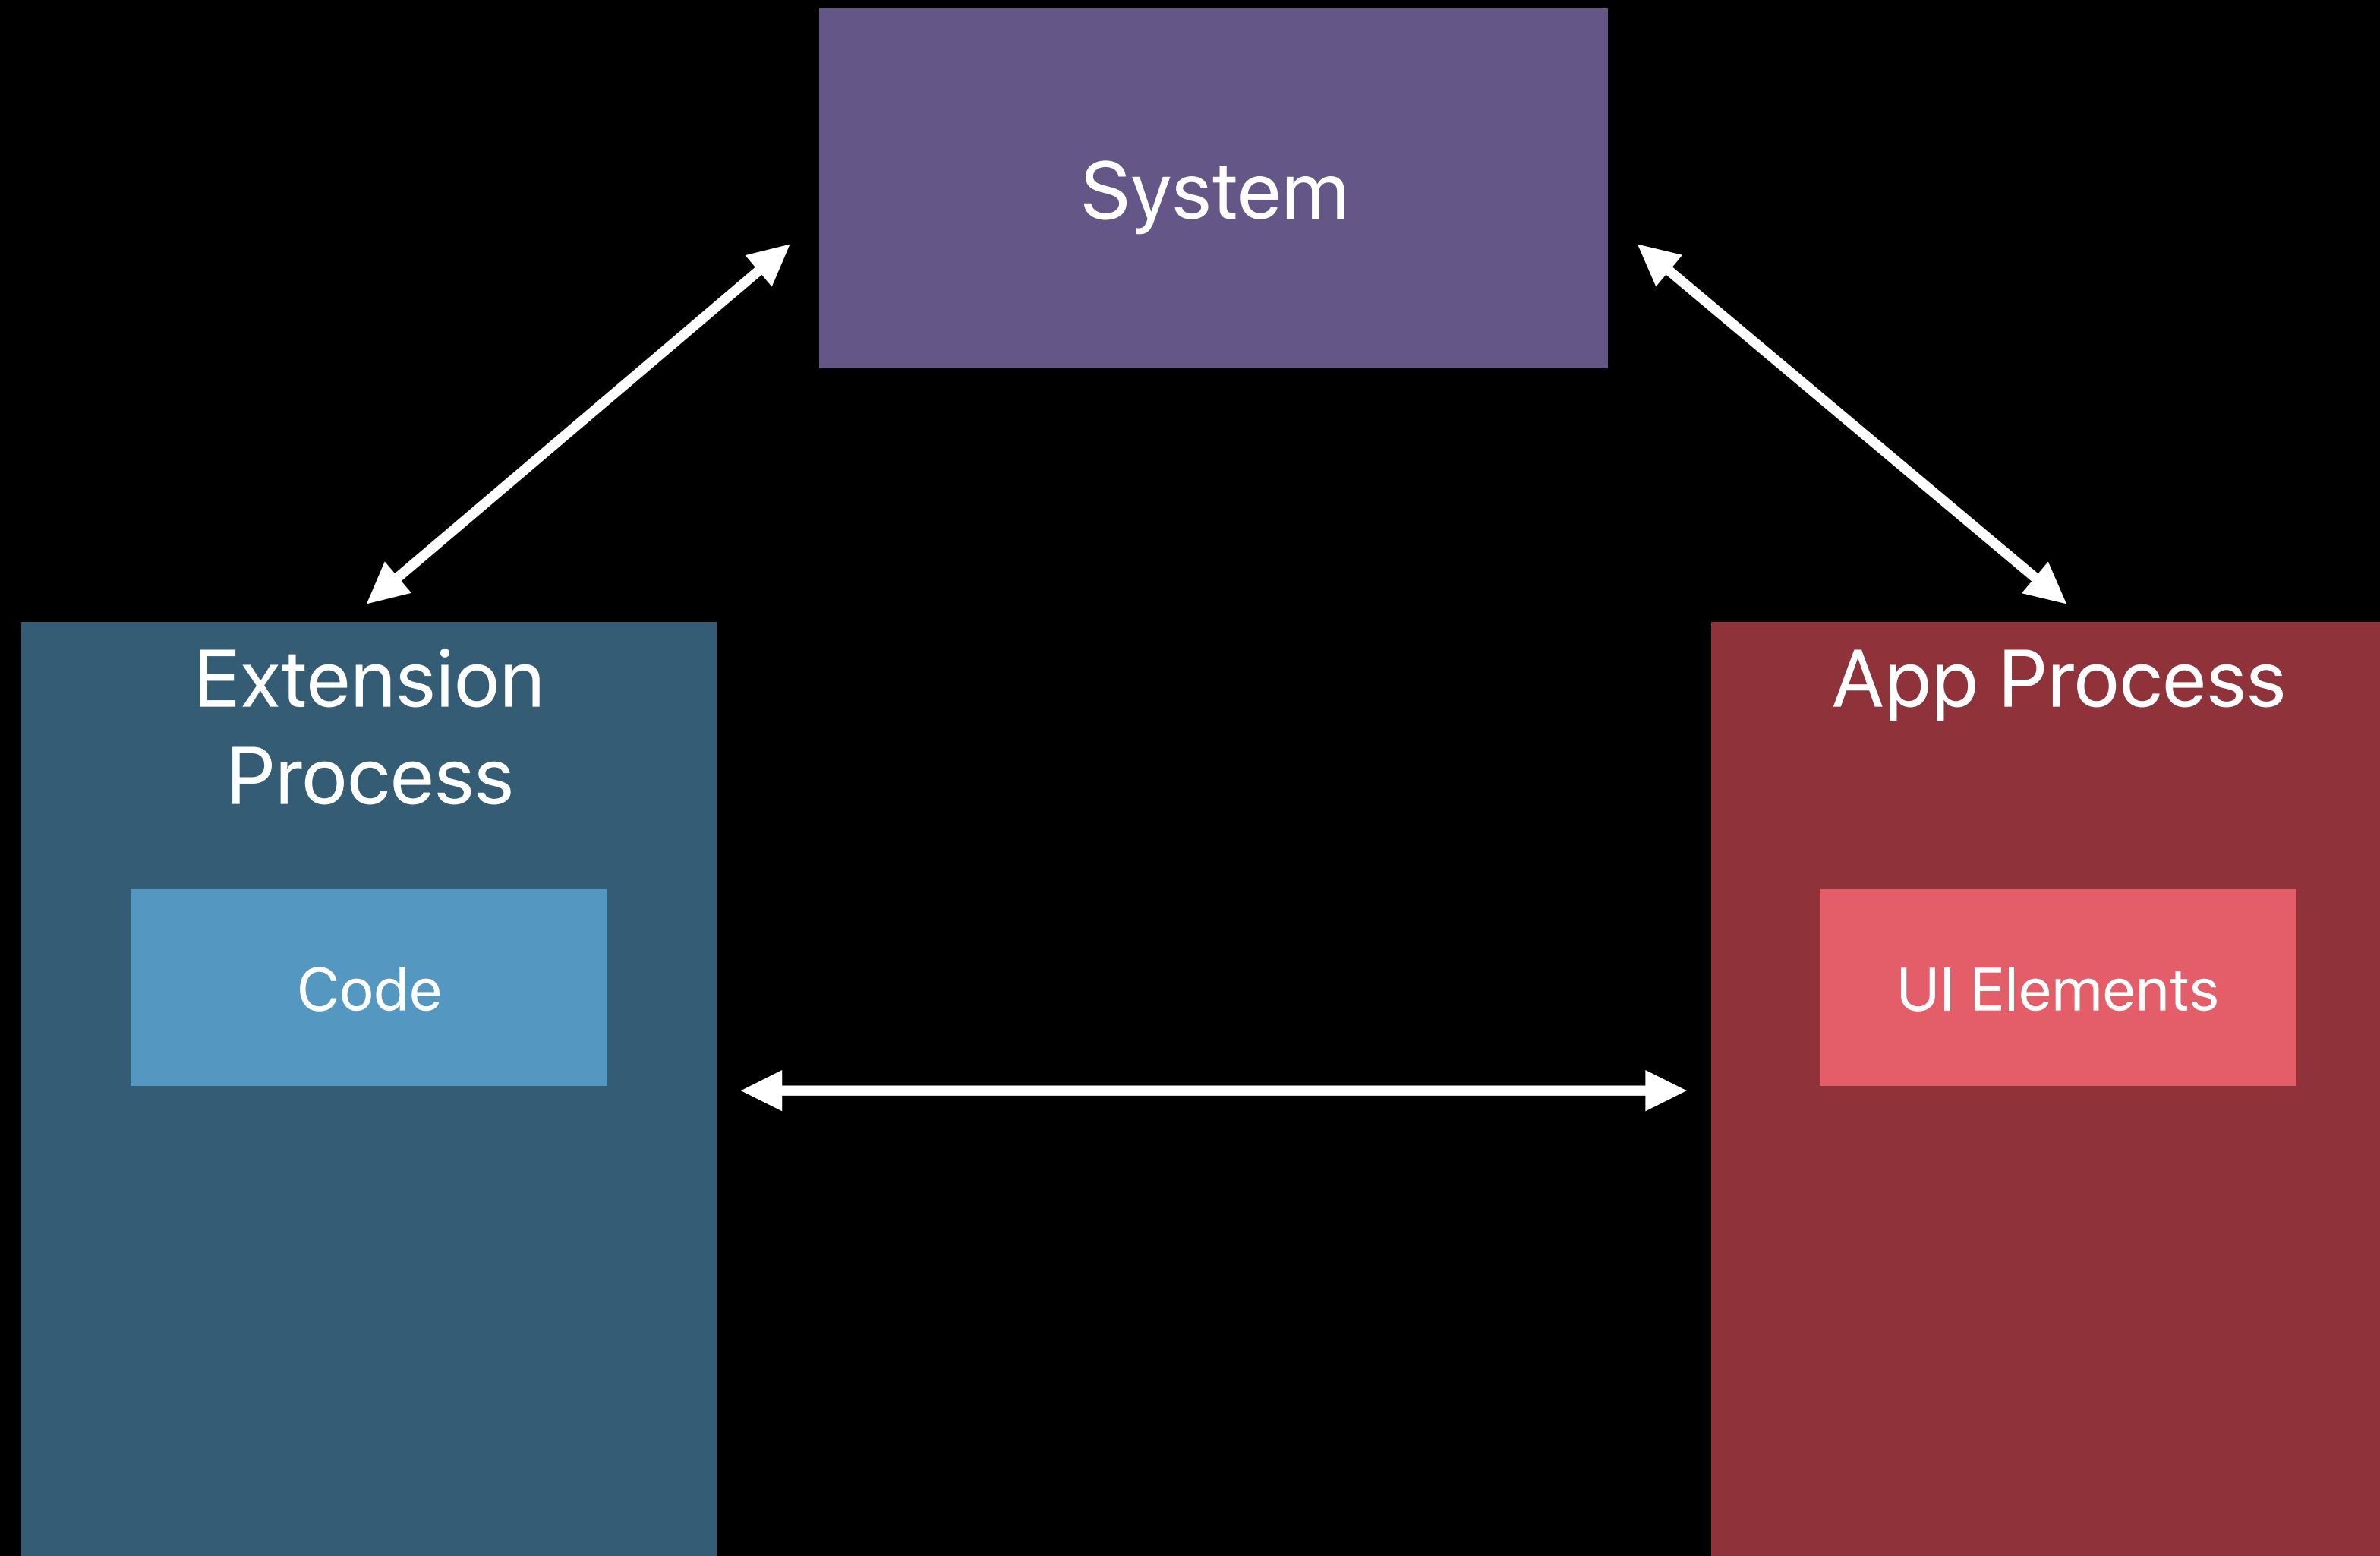 System
Extension
Process
App Process
Code
UI Elements